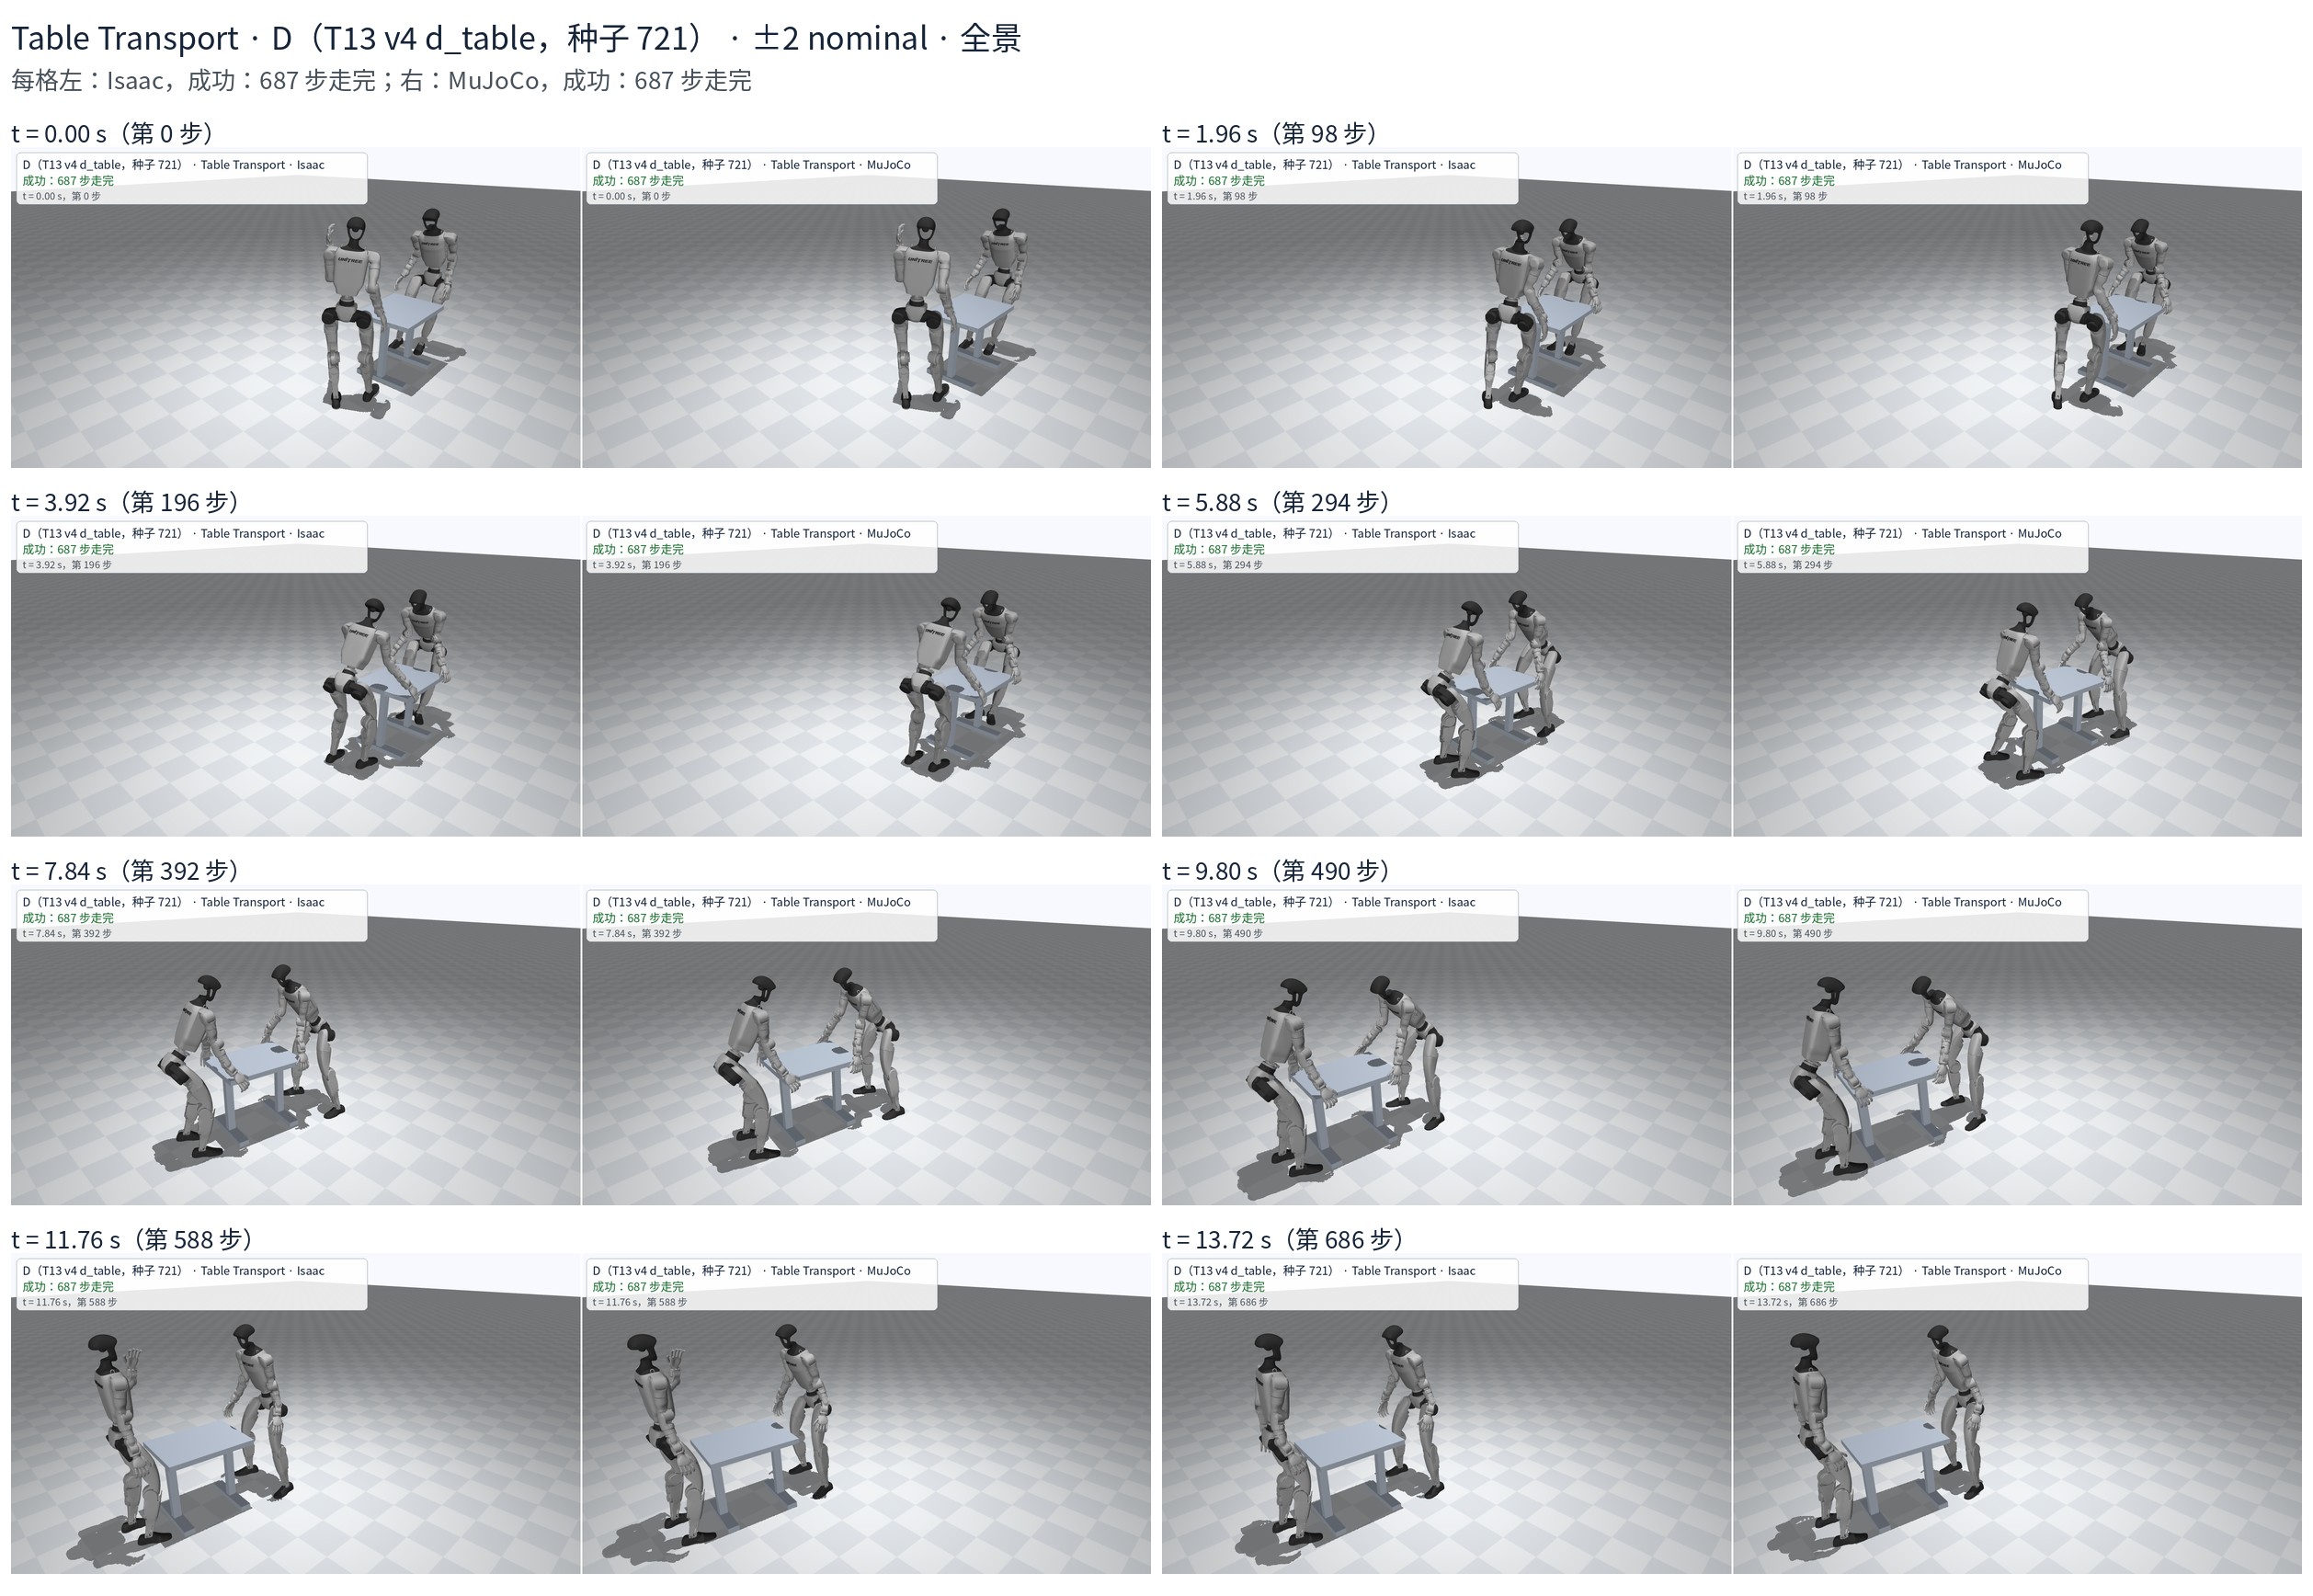 Table Transport · D（T13 v4 d_table，种子 721） · ±2 nominal · 全景
每格左：Isaac，成功：687 步走完；右：MuJoCo，成功：687 步走完
t = 0.00 s（第 0 步）
D（T13 v4 d_table，种子 721） · Table Transport · Isaac
成功：687 步走完
t = 0.00 s，第 0 步
D（T13 v4 d_table，种子 721） · Table Transport · MuJoCo
成功：687 步走完
t = 0.00 s，第 0 步
t = 1.96 s（第 98 步）
D（T13 v4 d_table，种子 721） · Table Transport · Isaac
成功：687 步走完
t = 1.96 s，第 98 步
D（T13 v4 d_table，种子 721） · Table Transport · MuJoCo
成功：687 步走完
t = 1.96 s，第 98 步
t = 3.92 s（第 196 步）
D（T13 v4 d_table，种子 721） · Table Transport · Isaac
成功：687 步走完
t = 3.92 s，第 196 步
D（T13 v4 d_table，种子 721） · Table Transport · MuJoCo
成功：687 步走完
t = 3.92 s，第 196 步
t = 5.88 s（第 294 步）
D（T13 v4 d_table，种子 721） · Table Transport · Isaac
成功：687 步走完
t = 5.88 s，第 294 步
D（T13 v4 d_table，种子 721） · Table Transport · MuJoCo
成功：687 步走完
t = 5.88 s，第 294 步
t = 7.84 s（第 392 步）
D（T13 v4 d_table，种子 721） · Table Transport · Isaac
成功：687 步走完
t = 7.84 s，第 392 步
D（T13 v4 d_table，种子 721） · Table Transport · MuJoCo
成功：687 步走完
t = 7.84 s，第 392 步
t = 9.80 s（第 490 步）
D（T13 v4 d_table，种子 721） · Table Transport · Isaac
成功：687 步走完
t = 9.80 s，第 490 步
D（T13 v4 d_table，种子 721） · Table Transport · MuJoCo
成功：687 步走完
t = 9.80 s，第 490 步
t = 11.76 s（第 588 步）
D（T13 v4 d_table，种子 721） · Table Transport · Isaac
成功：687 步走完
t = 11.76 s，第 588 步
D（T13 v4 d_table，种子 721） · Table Transport · MuJoCo
成功：687 步走完
t = 11.76 s，第 588 步
t = 13.72 s（第 686 步）
D（T13 v4 d_table，种子 721） · Table Transport · Isaac
成功：687 步走完
t = 13.72 s，第 686 步
D（T13 v4 d_table，种子 721） · Table Transport · MuJoCo
成功：687 步走完
t = 13.72 s，第 686 步